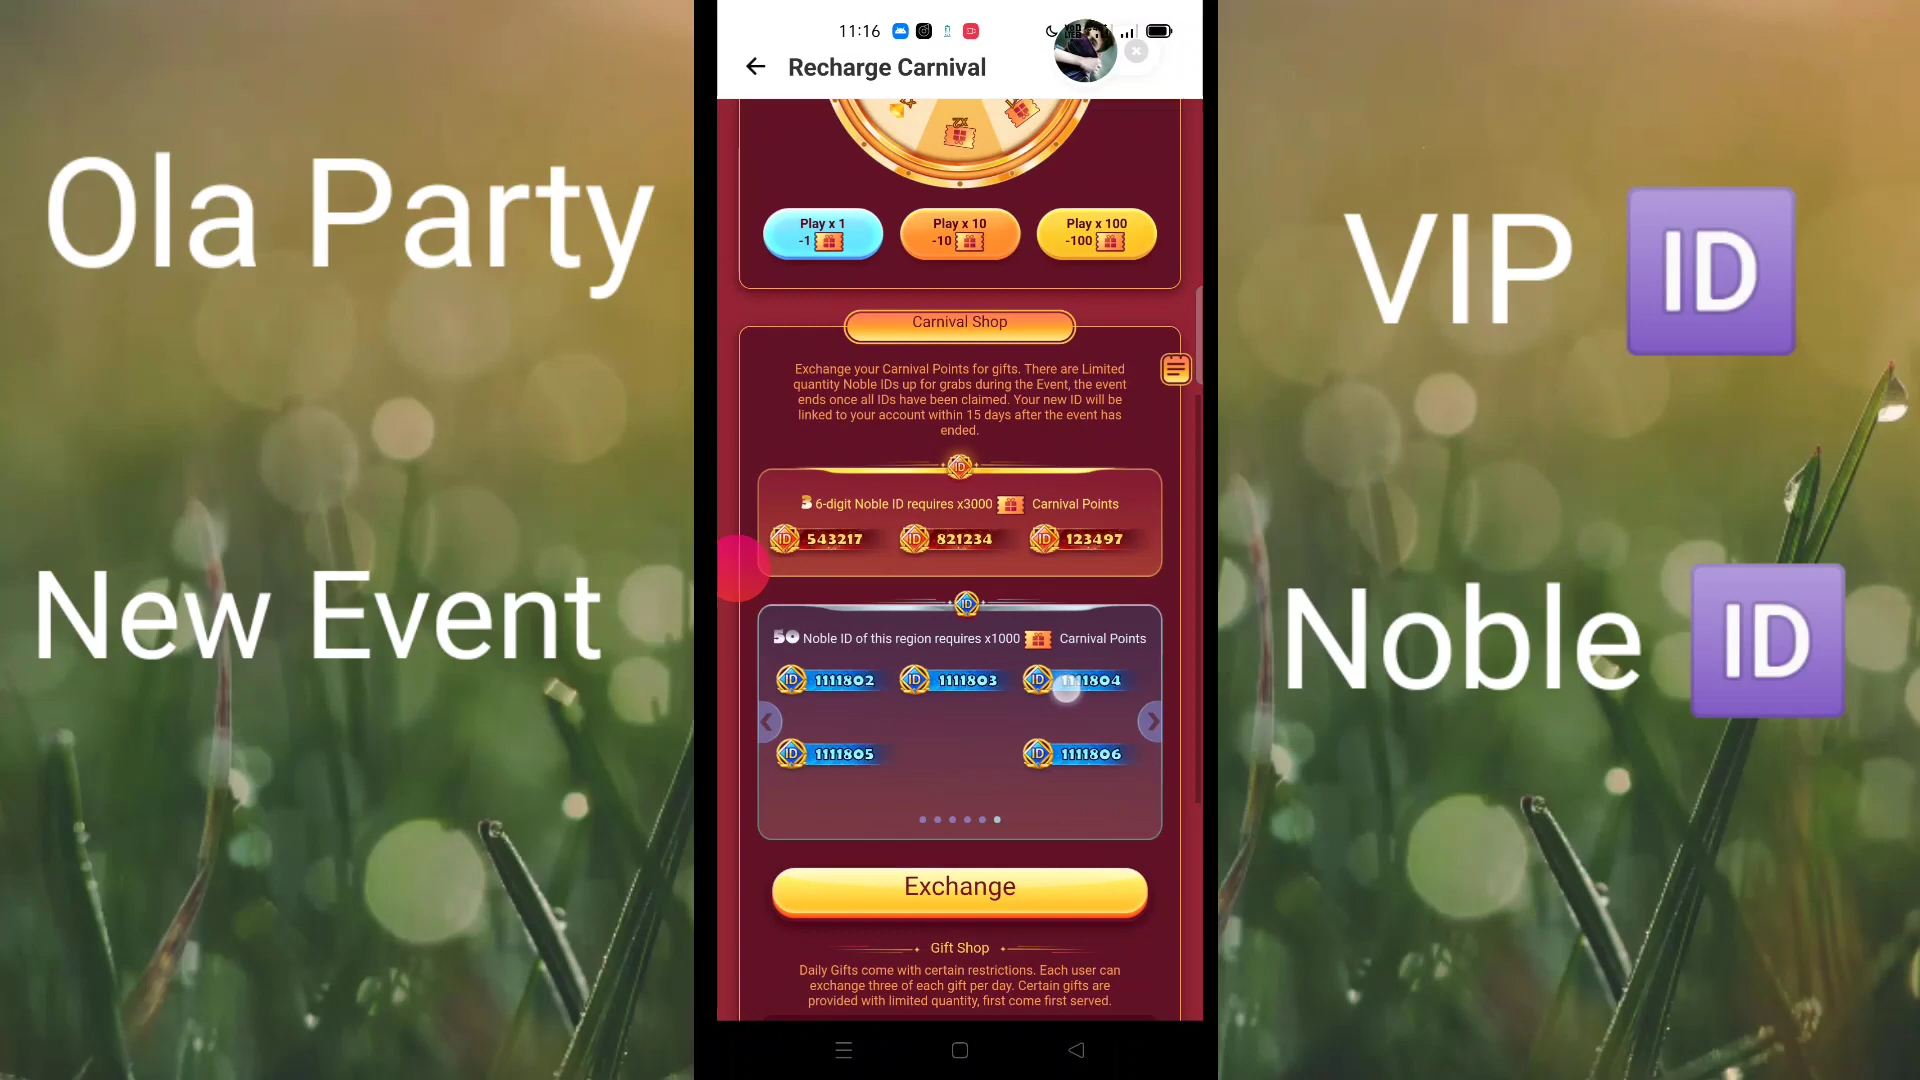 Ola Party
New Event
11:16
Recharge Carnival
x2
Play x 1
-1
Play x 10
-10
Play x 100
-100
Carnival Shop
Exchange your Carnival Points for gifts. There are Limited
quantity Noble IDs up for grabs during the Event, the event
ends once all IDs have been claimed. Your new ID will be
linked to your account within 15 days after the event has
ended.
ID
3 6-digit Noble ID requires x3000 Carnival Points
ID 543217 ID 821234 ID 123497
ID
50 Noble ID of this region requires x1000 Carnival Points
ID 1111802 ID 1111803 ID 1111804
ID 1111805 ID 1111806
Exchange
Gift Shop
Daily Gifts come with certain restrictions. Each user can
exchange three of each gift per day. Certain gifts are
provided with limited quantity, first come first served.
VIP ID
Noble ID